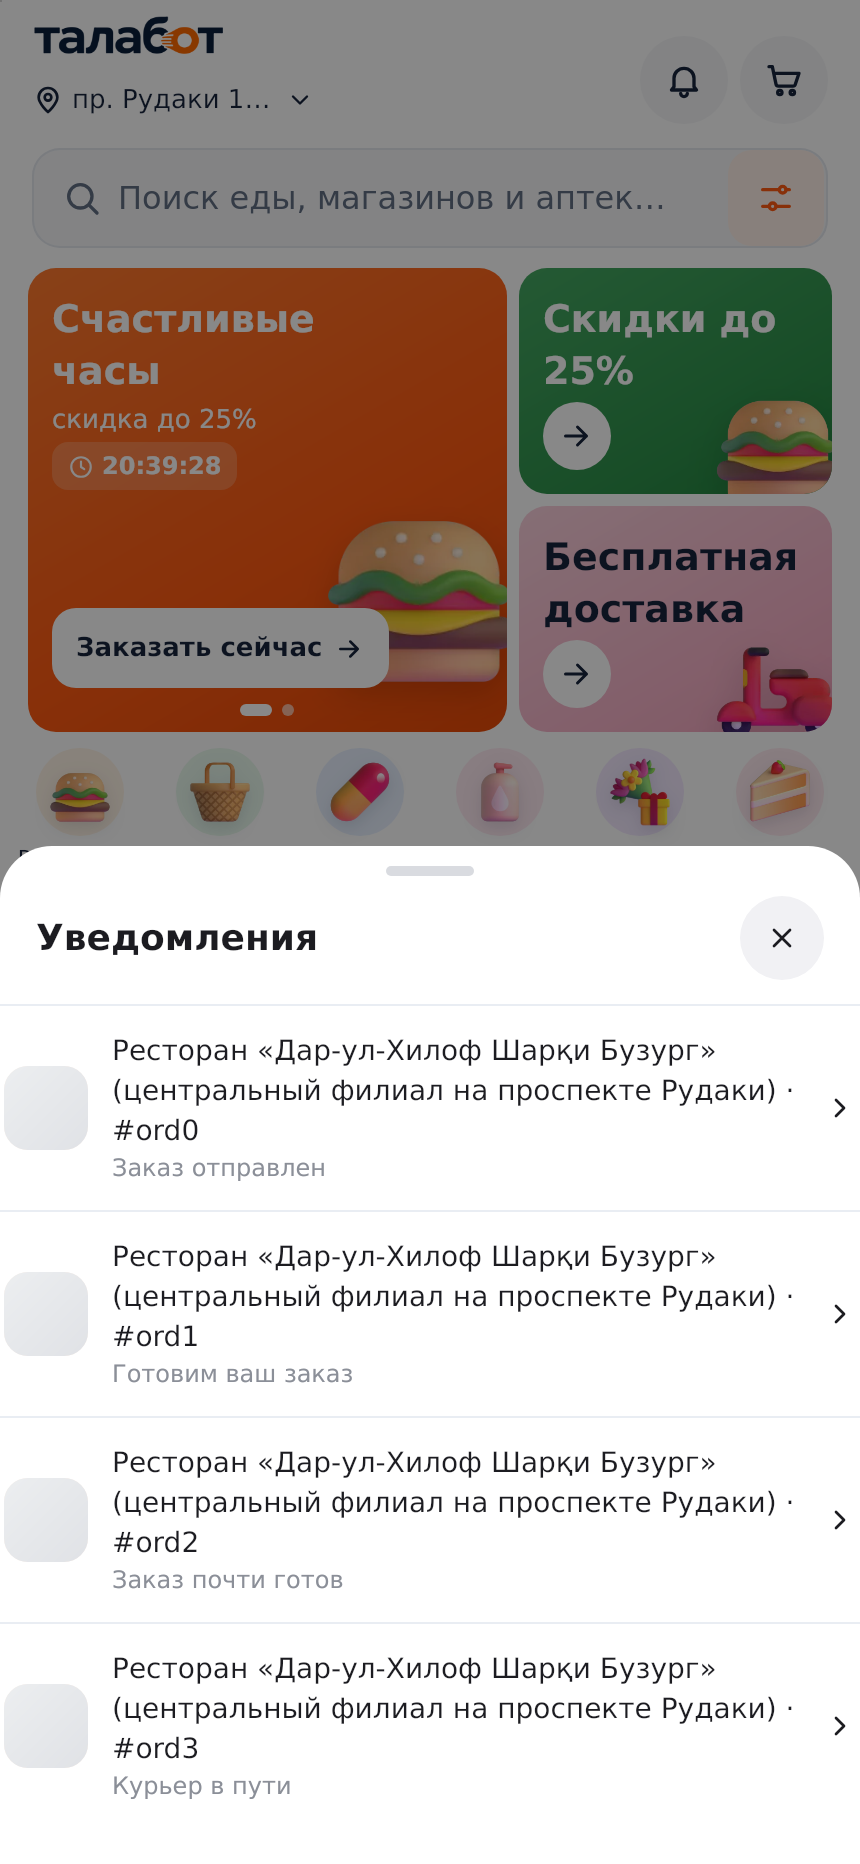 талабот
пр. Рудаки 1...
Поиск еды, магазинов и аптек...
Счастливые
часы
скидка до 25%
20:39:28
Заказать сейчас
Скидки до
25%
Бесплатная
доставка
Уведомления
Ресторан «Дар-ул-Хилоф Шарқи Бузург»
(центральный филиал на проспекте Рудаки) ·
#ord0
Заказ отправлен
Ресторан «Дар-ул-Хилоф Шарқи Бузург»
(центральный филиал на проспекте Рудаки) ·
#ord1
Готовим ваш заказ
Ресторан «Дар-ул-Хилоф Шарқи Бузург»
(центральный филиал на проспекте Рудаки) ·
#ord2
Заказ почти готов
Ресторан «Дар-ул-Хилоф Шарқи Бузург»
(центральный филиал на проспекте Рудаки) ·
#ord3
Курьер в пути